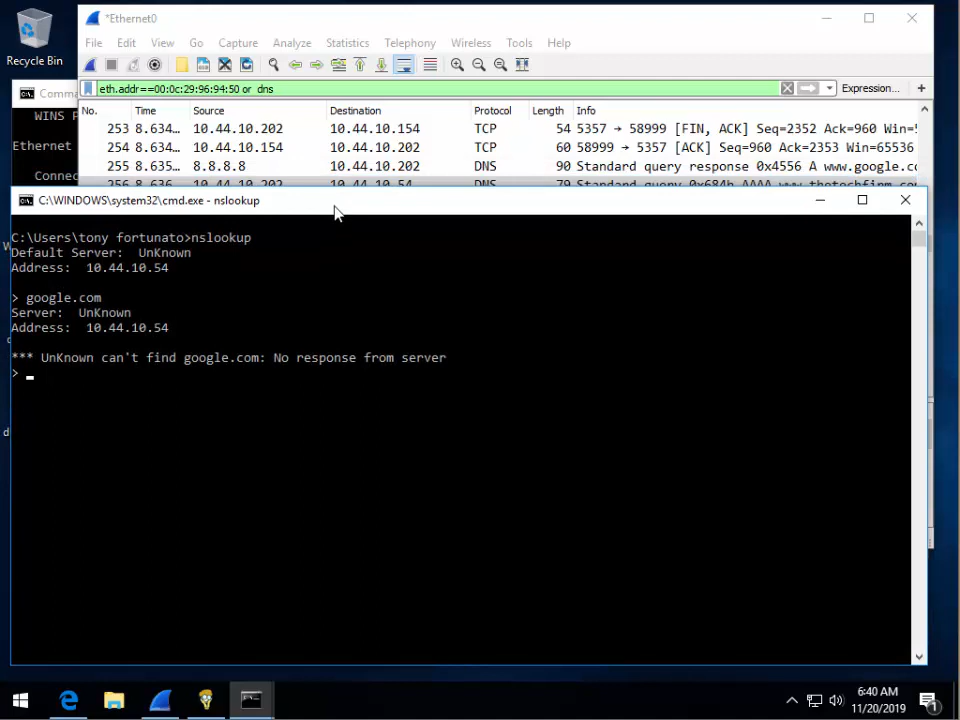 *Ethernet0
Recycle Bin
File Edit View Go Capture Analyze Statistics Telephony Wireless Tools Help
eth.addr==00:0c:29:96:94:50 or dns
Expression...
+
No. Time Source Destination Protocol Length Info
253 8.634… 10.44.10.202 10.44.10.154 TCP 54 5357 → 58999 [FIN, ACK] Seq=2352 Ack=960 Win=
254 8.634… 10.44.10.154 10.44.10.202 TCP 60 58999 → 5357 [ACK] Seq=960 Ack=2353 Win=65536
255 8.635… 8.8.8.8 10.44.10.202 DNS 90 Standard query response 0x4556 A www.google.co
256 8.636… 10.44.10.202 10.44.10.54 DNS 79 Standard query 0x684b AAAA www.thetechfirm.com
Comma
WINS P
Ethernet
Connec
C:\WINDOWS\system32\cmd.exe - nslookup
C:\Users\tony fortunato>nslookup
Default Server:  UnKnown
Address:  10.44.10.54
> google.com
Server:  UnKnown
Address:  10.44.10.54
*** UnKnown can't find google.com: No response from server
>
6:40 AM
11/20/2019
1